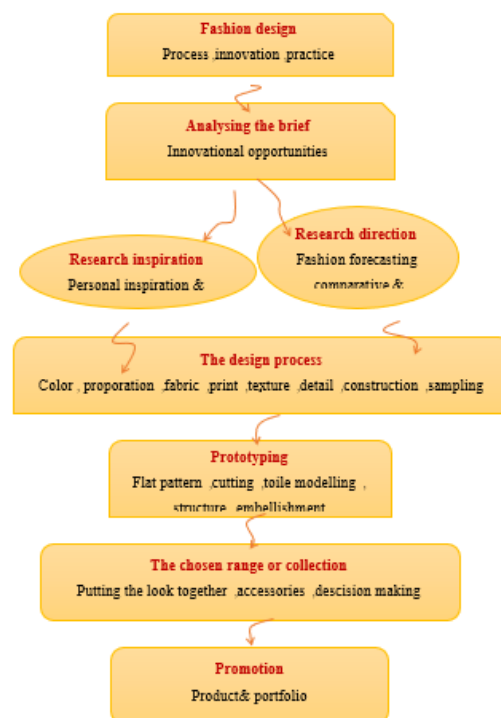 Fashion design
Process ,innovation ,practice
Analysing the brief
Innovational opportunities
Research inspiration
Personal inspiration &
Research direction
Fashion forecasting
comparative &
The design process
Color , proporation ,fabric ,print ,texture ,detail ,construction ,sampling
Prototyping
Flat pattern ,cutting ,toile modelling ,
structure embellishment
The chosen range or collection
Putting the look together ,accessories ,descision making
Promotion
Product& portfolio